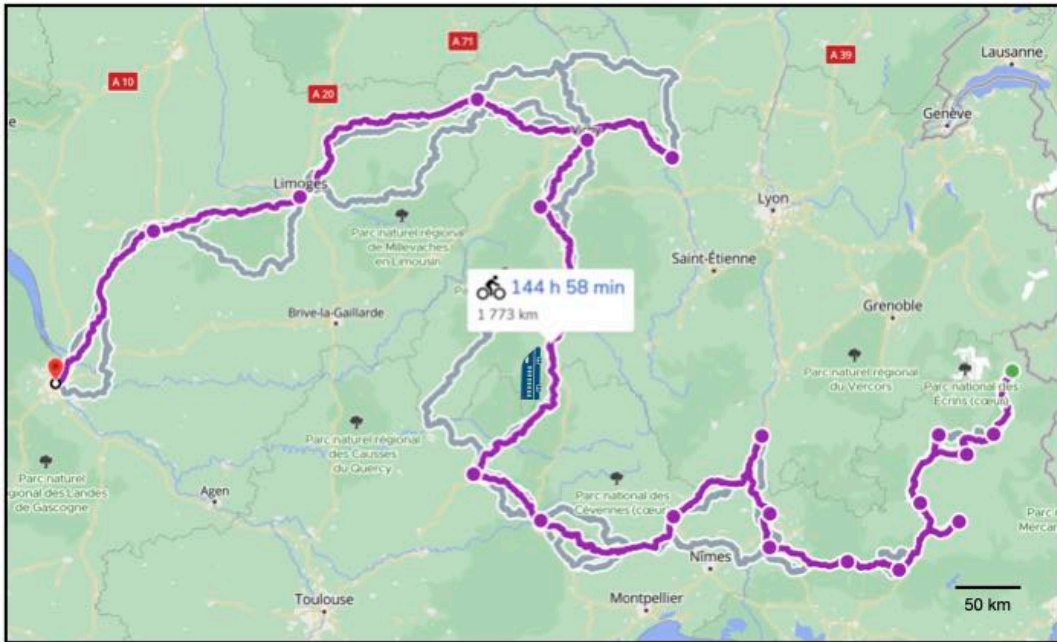 A 71
A 39
Lausanne
A 10
A 20
Genève
Limoges
Lyon
Parc naturel régional
de Millevaches
en Limousin
Saint-Étienne
144 h 58 min
1 773 km
Brive-la-Gaillarde
Grenoble
Parc naturel régional
du Vercors
Parc national des
Écrins (cœur)
Parc naturel régional
des Causses
du Quercy
Parc naturel
gional des Landes
de Gascogne
Agen
Parc national des
Cévennes (cœur
Parc n
Mercan
Nîmes
50 km
Toulouse
Montpellier